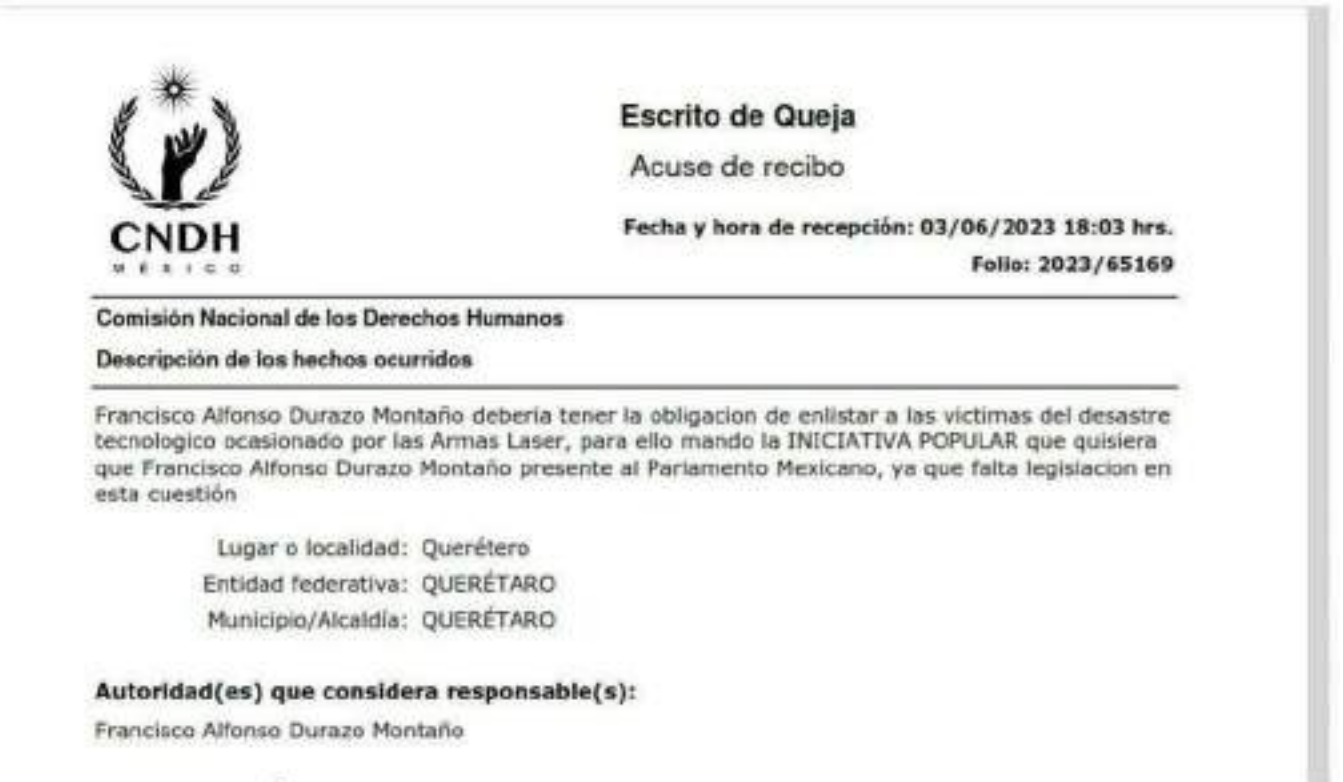 Escrito de Queja
Acuse de recibo
CNDH
MÉXICO
Fecha y hora de recepción: 03/06/2023 18:03 hrs.
Folio: 2023/65169
Comisión Nacional de los Derechos Humanos
Descripción de los hechos ocurridos
Francisco Alfonso Durazo Montaño deberia tener la obligacion de enlistar a las victimas del desastre
tecnologico ocasionado por las Armas Laser, para ello mando la INICIATIVA POPULAR que quisiera
que Francisco Alfonso Durazo Montaño presente al Parlamento Mexicano, ya que falta legislacion en
esta cuestión
Lugar o localidad: Querétero
Entidad federativa: QUERÉTARO
Municipio/Alcaldía: QUERÉTARO
Autoridad(es) que considera responsable(s):
Francisco Alfonso Durazo Montaño